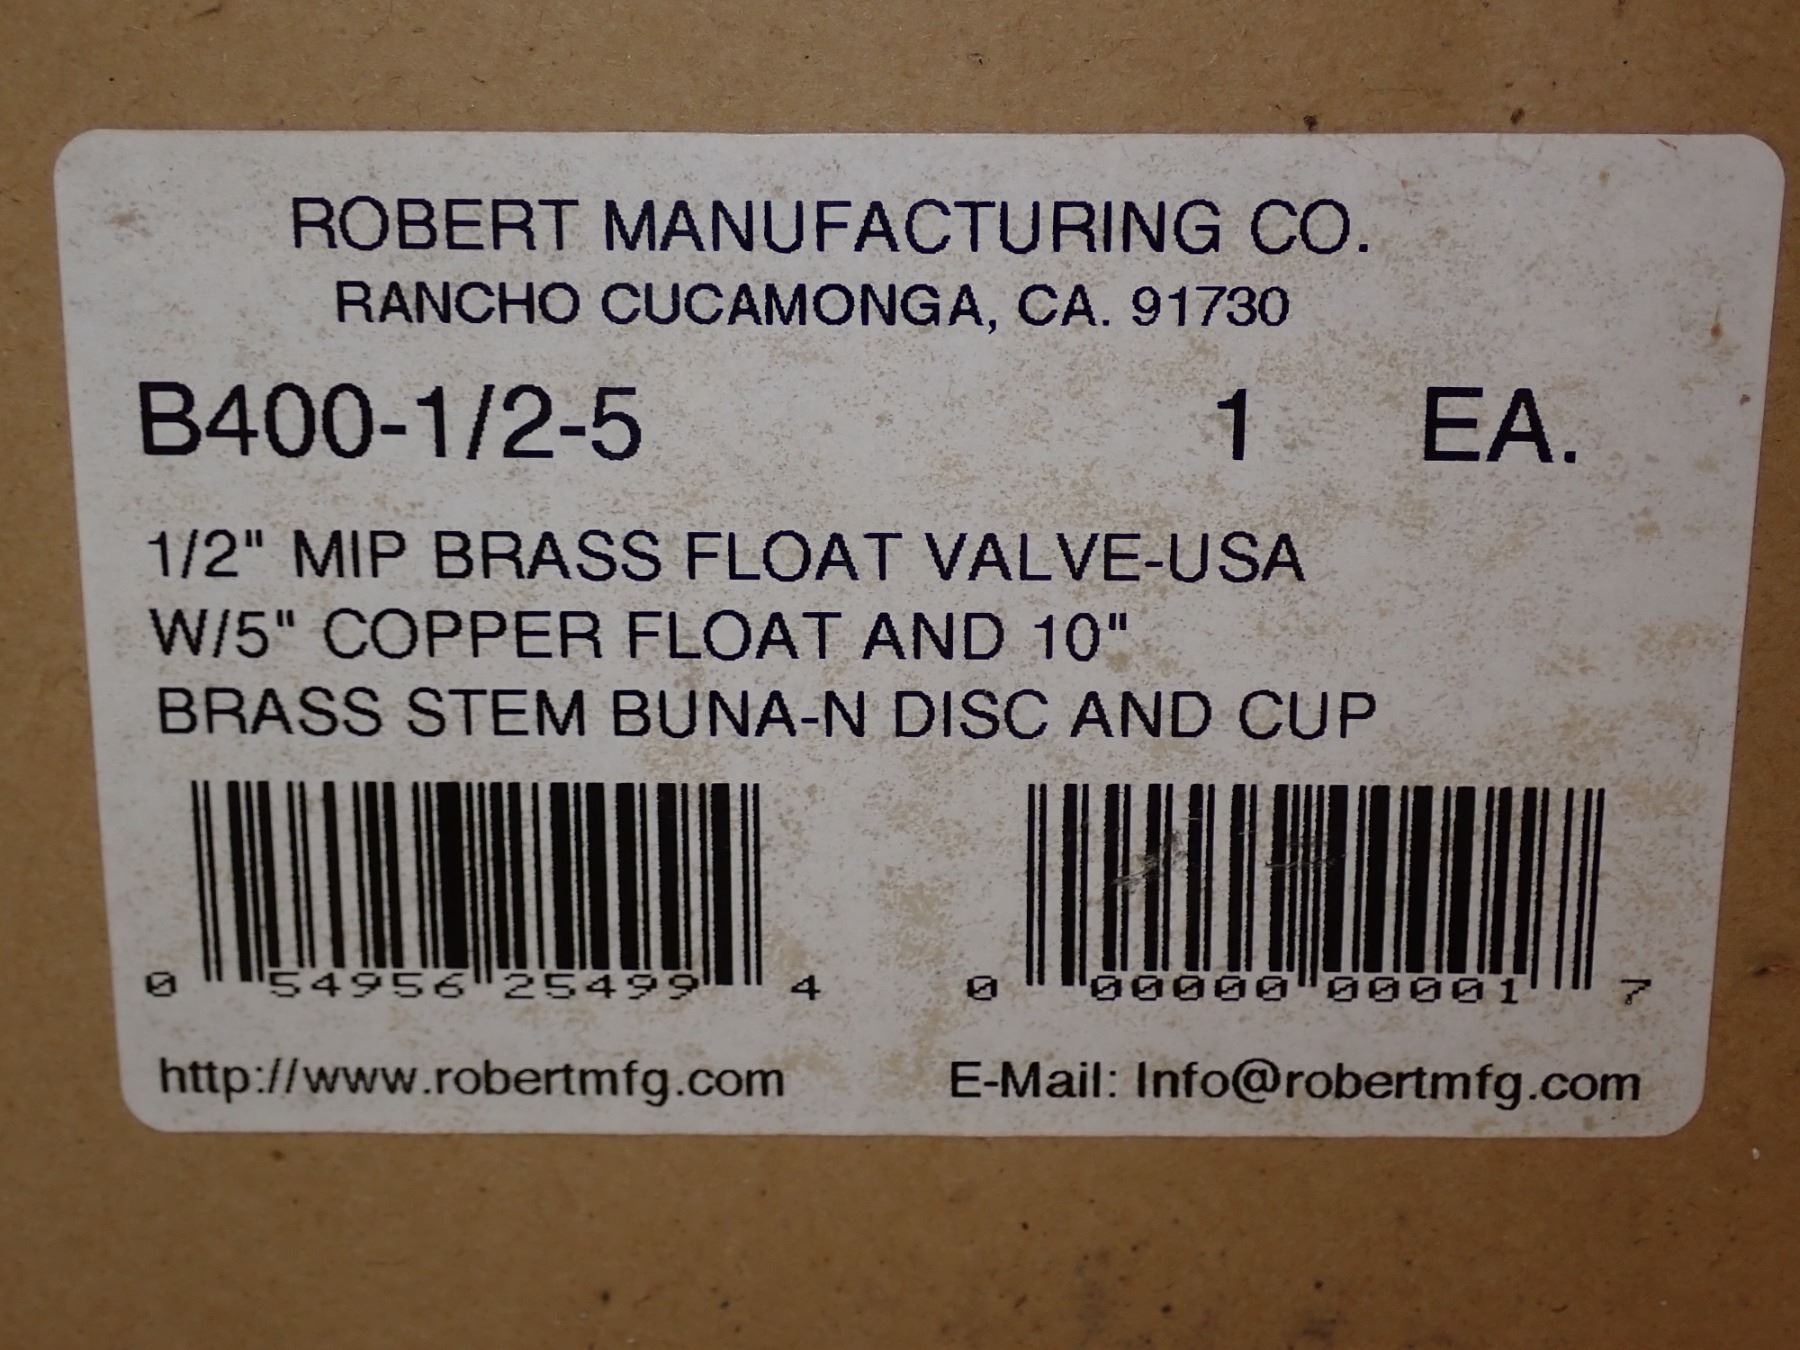 ROBERT MANUFACTURING CO.
RANCHO CUCAMONGA, CA. 91730
B400-1/2-5 1 EA.
1/2" MIP BRASS FLOAT VALVE-USA
W/5" COPPER FLOAT AND 10"
BRASS STEM BUNA-N DISC AND CUP
0 54956 25499 4 0 00000 00001 7
http://www.robertmfg.com E-Mail: Info@robertmfg.com